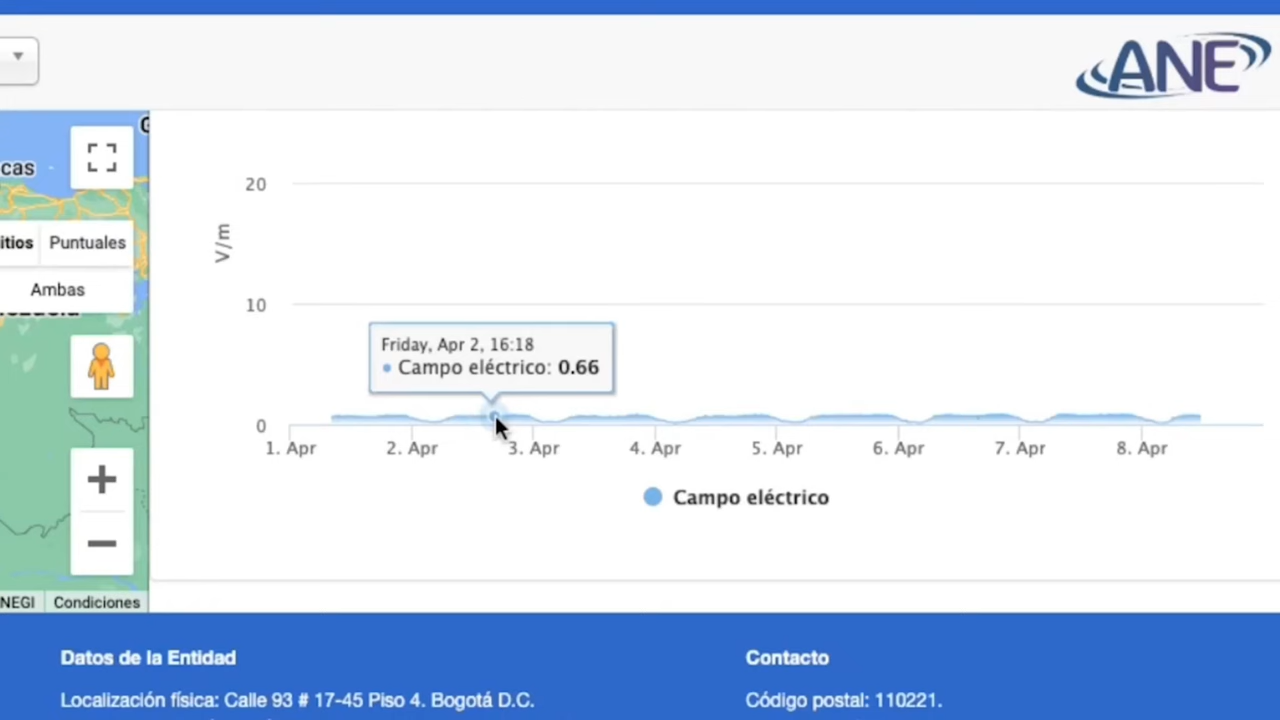 ANE
cas
itios
Puntuales
Ambas
NEGI
Condiciones
20
V/m
10
Friday, Apr 2, 16:18
Campo eléctrico: 0.66
0
1. Apr 2. Apr 3. Apr 4. Apr 5. Apr 6. Apr 7. Apr 8. Apr
Campo eléctrico
Datos de la Entidad
Localización física: Calle 93 # 17-45 Piso 4. Bogotá D.C.
Contacto
Código postal: 110221.